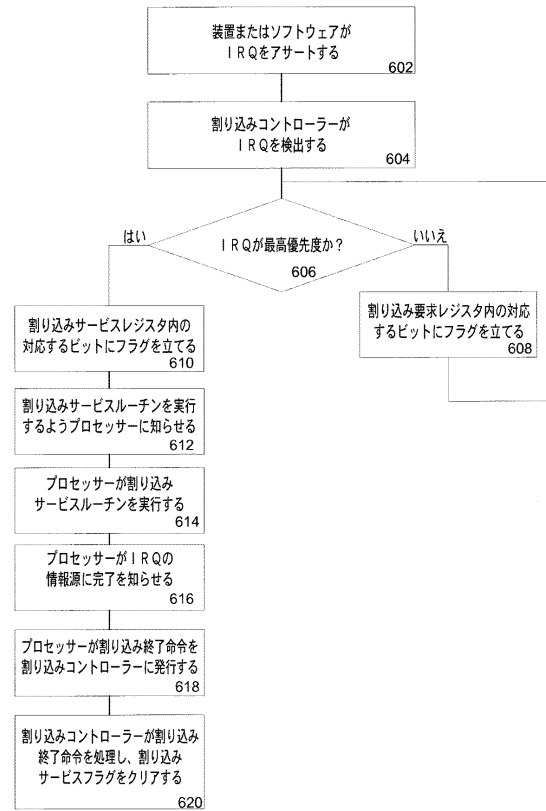 装置またはソフトウェアが
ＩＲＱをアサートする
602
割り込みコントローラーが
ＩＲＱを検出する
604
はい
ＩＲＱが最高優先度か？
606
いいえ
割り込みサービスレジスタ内の
対応するビットにフラグを立てる
610
割り込み要求レジスタ内の対応
するビットにフラグを立てる
608
割り込みサービスルーチンを実行
するようプロセッサーに知らせる
612
プロセッサーが割り込み
サービスルーチンを実行する
614
プロセッサーがＩＲＱの
情報源に完了を知らせる
616
プロセッサーが割り込み終了命令を
割り込みコントローラーに発行する
618
割り込みコントローラーが割り込み
終了命令を処理し、割り込み
サービスフラグをクリアする
620